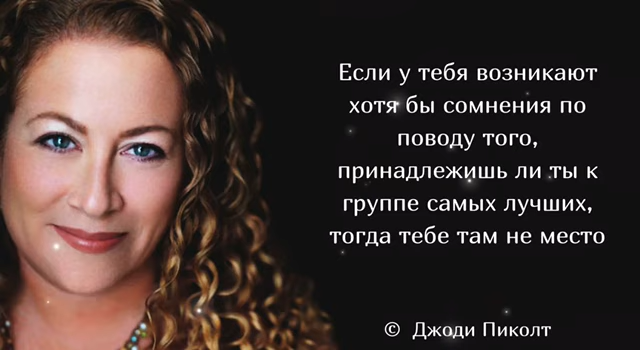 Если у тебя возникают
хотя бы сомнения по
поводу того,
принадлежишь ли ты к
группе самых лучших,
тогда тебе там не место
© Джоди Пиколт